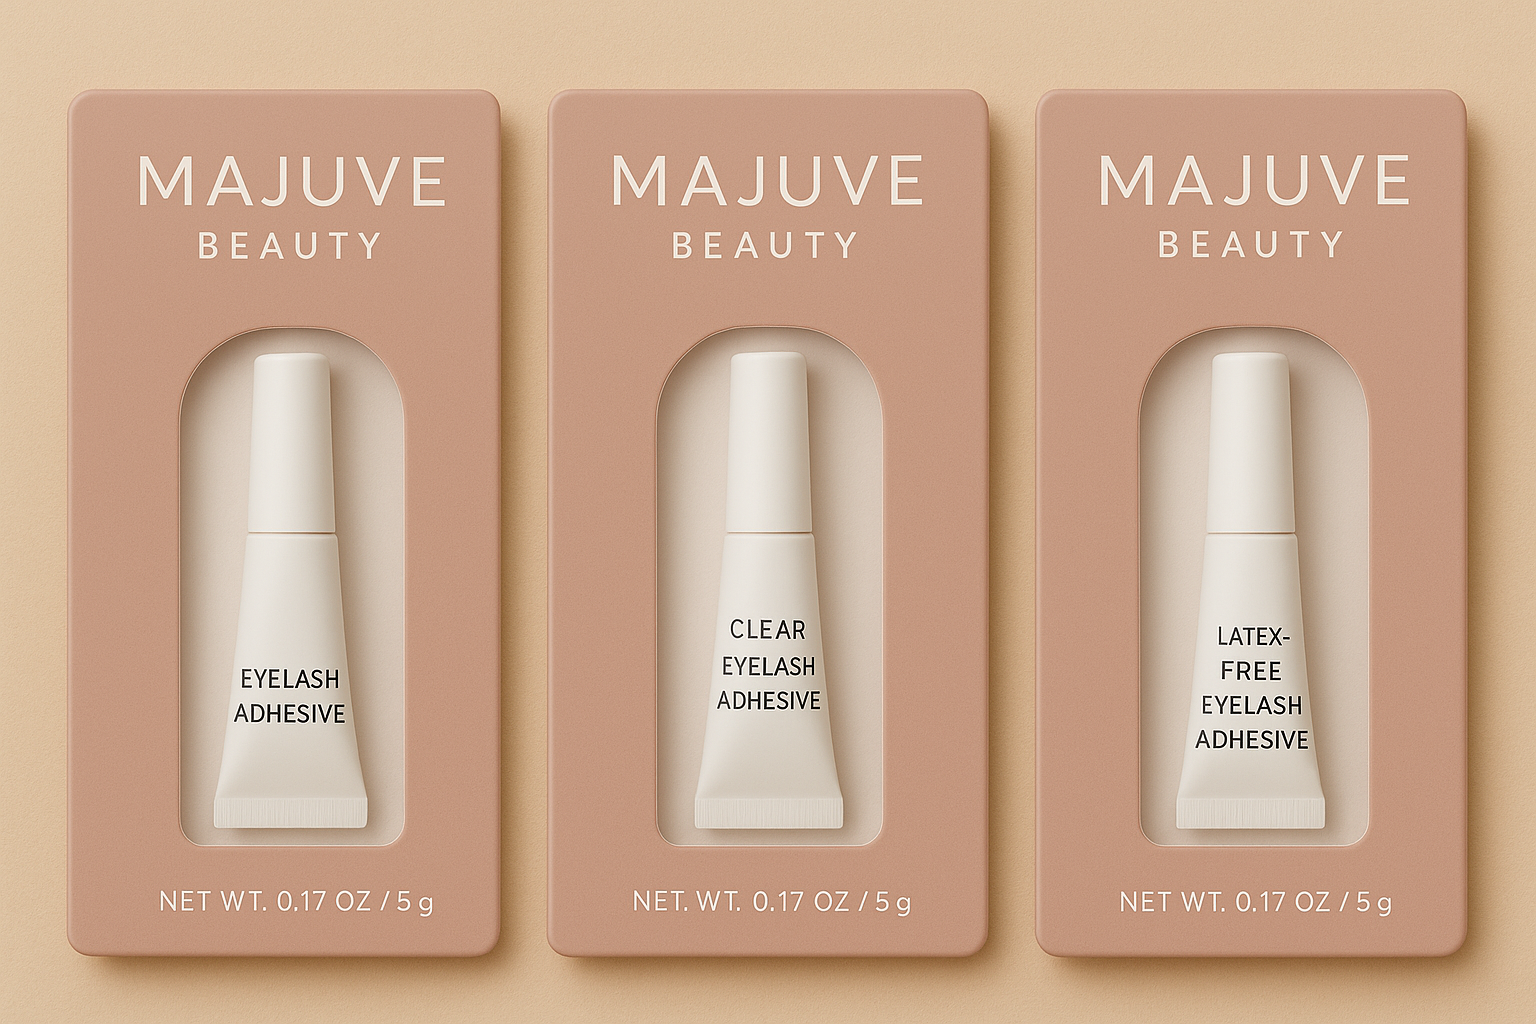 MAJUVE
BEAUTY
EYELASH
ADHESIVE
NET WT. 0.17 OZ / 5 g
MAJUVE
BEAUTY
CLEAR
EYELASH
ADHESIVE
NET. WT. 0.17 OZ / 5 g
MAJUVE
BEAUTY
LATEX-
FREE
EYELASH
ADHESIVE
NET WT. 0.17 OZ / 5 g